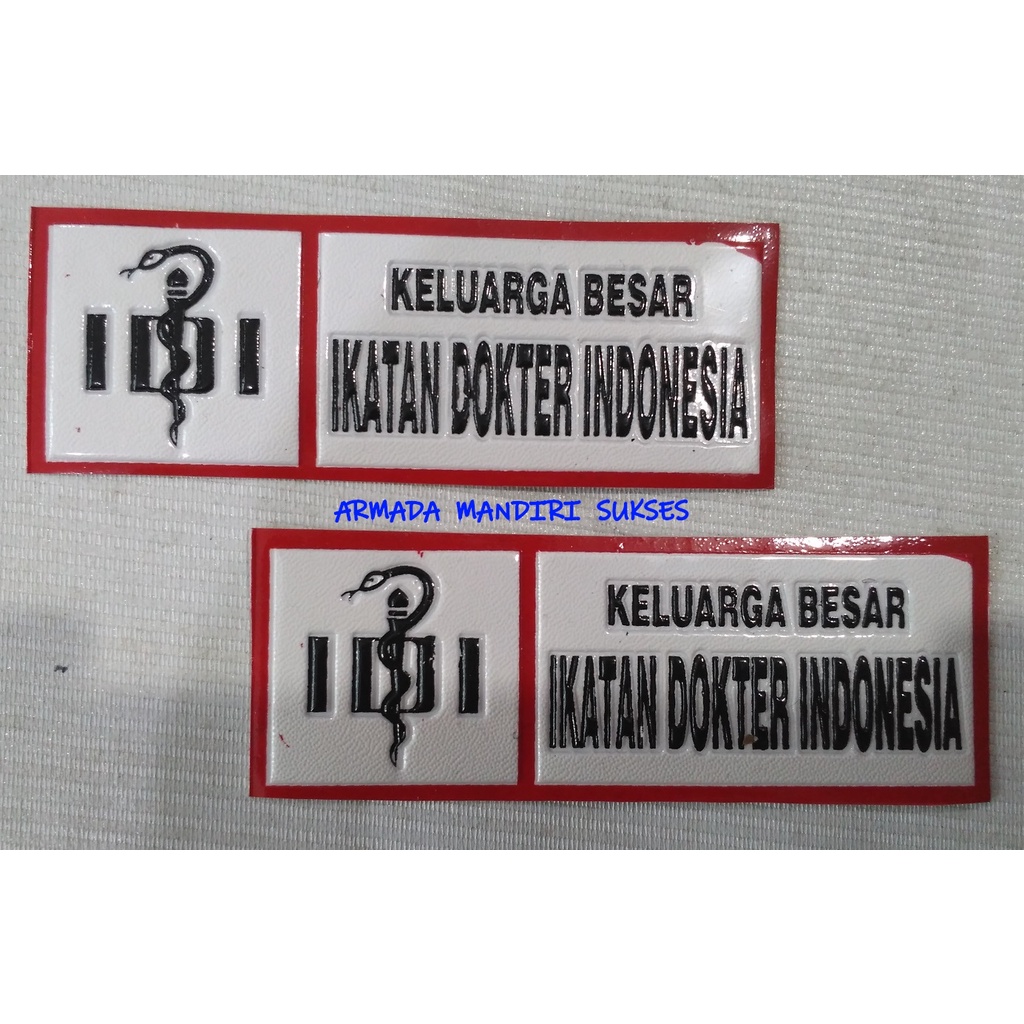 IDI
KELUARGA BESAR
IKATAN DOKTER INDONESIA
ARMADA MANDIRI SUKSES
IDI
KELUARGA BESAR
IKATAN DOKTER INDONESIA